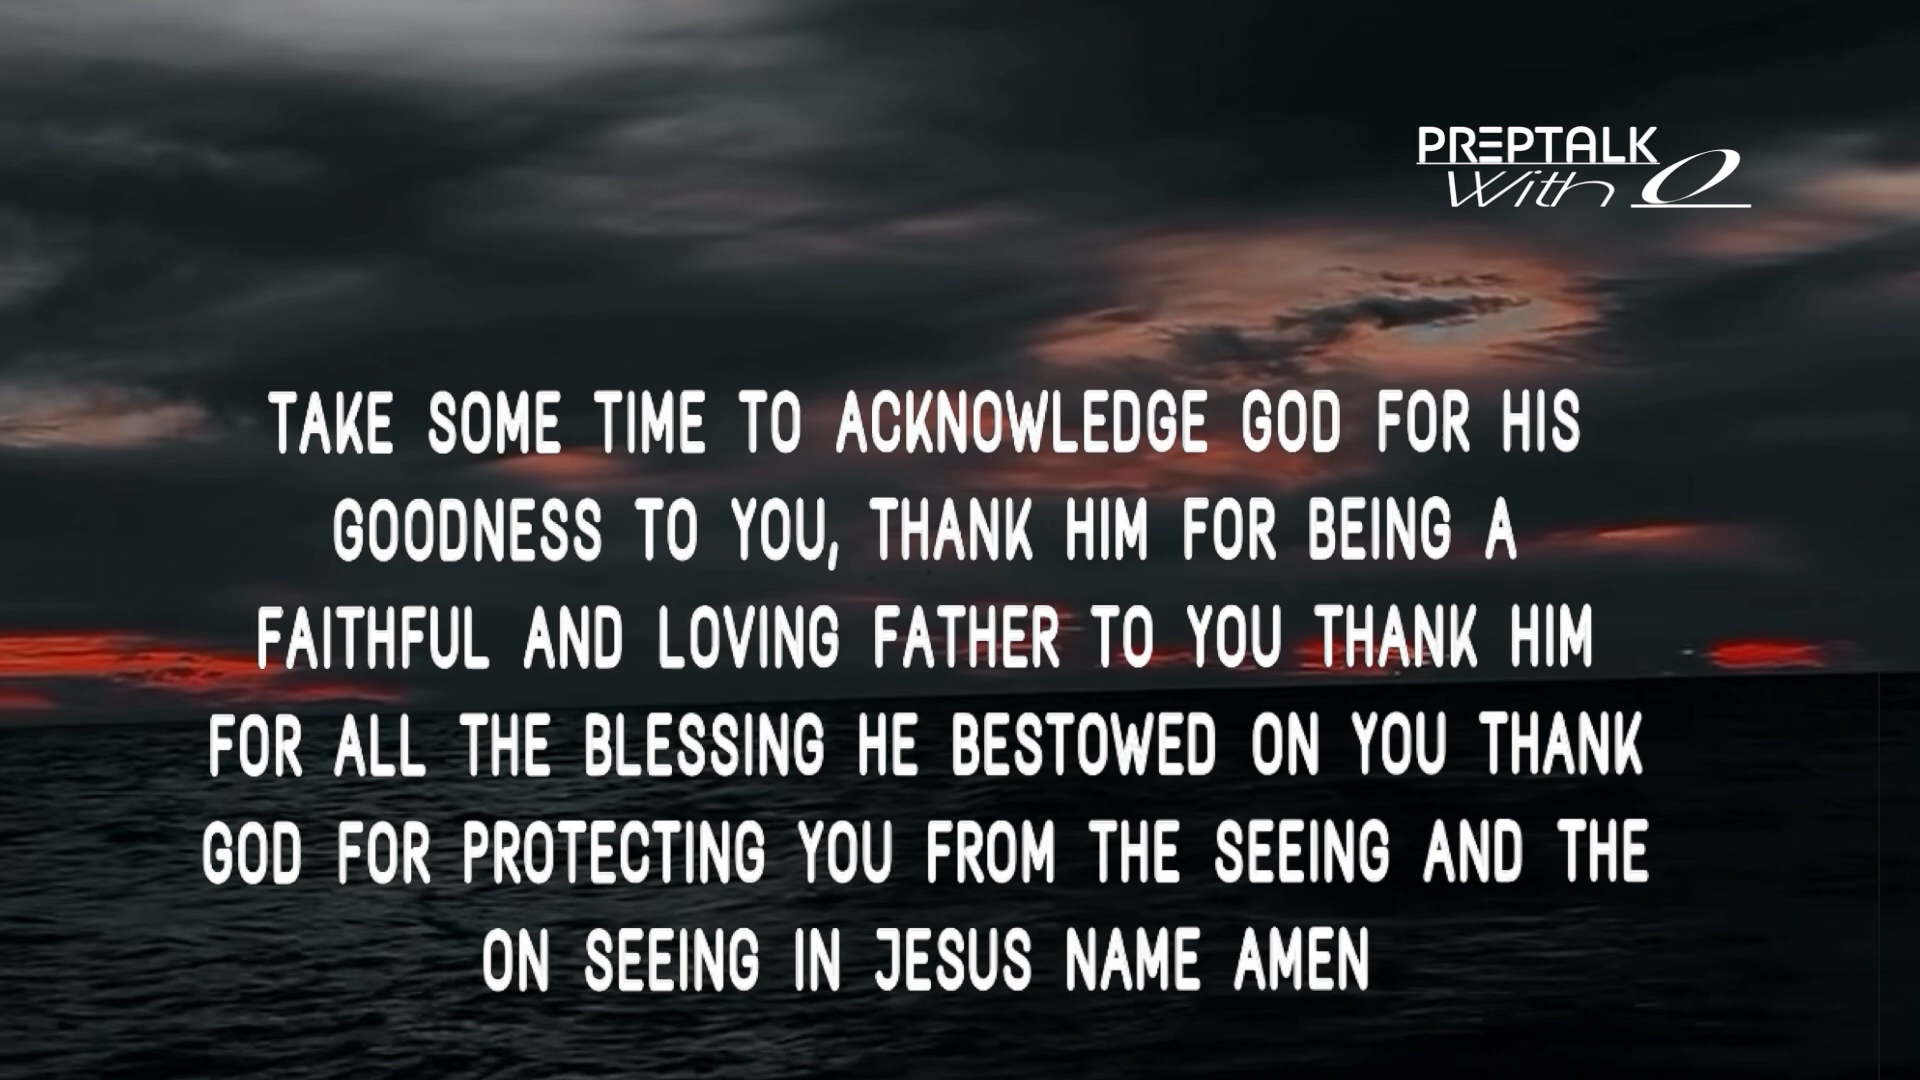 PREPTALK
With O
TAKE SOME TIME TO ACKNOWLEDGE GOD FOR HIS
GOODNESS TO YOU, THANK HIM FOR BEING A
FAITHFUL AND LOVING FATHER TO YOU THANK HIM
FOR ALL THE BLESSING HE BESTOWED ON YOU THANK
GOD FOR PROTECTING YOU FROM THE SEEING AND THE
ON SEEING IN JESUS NAME AMEN